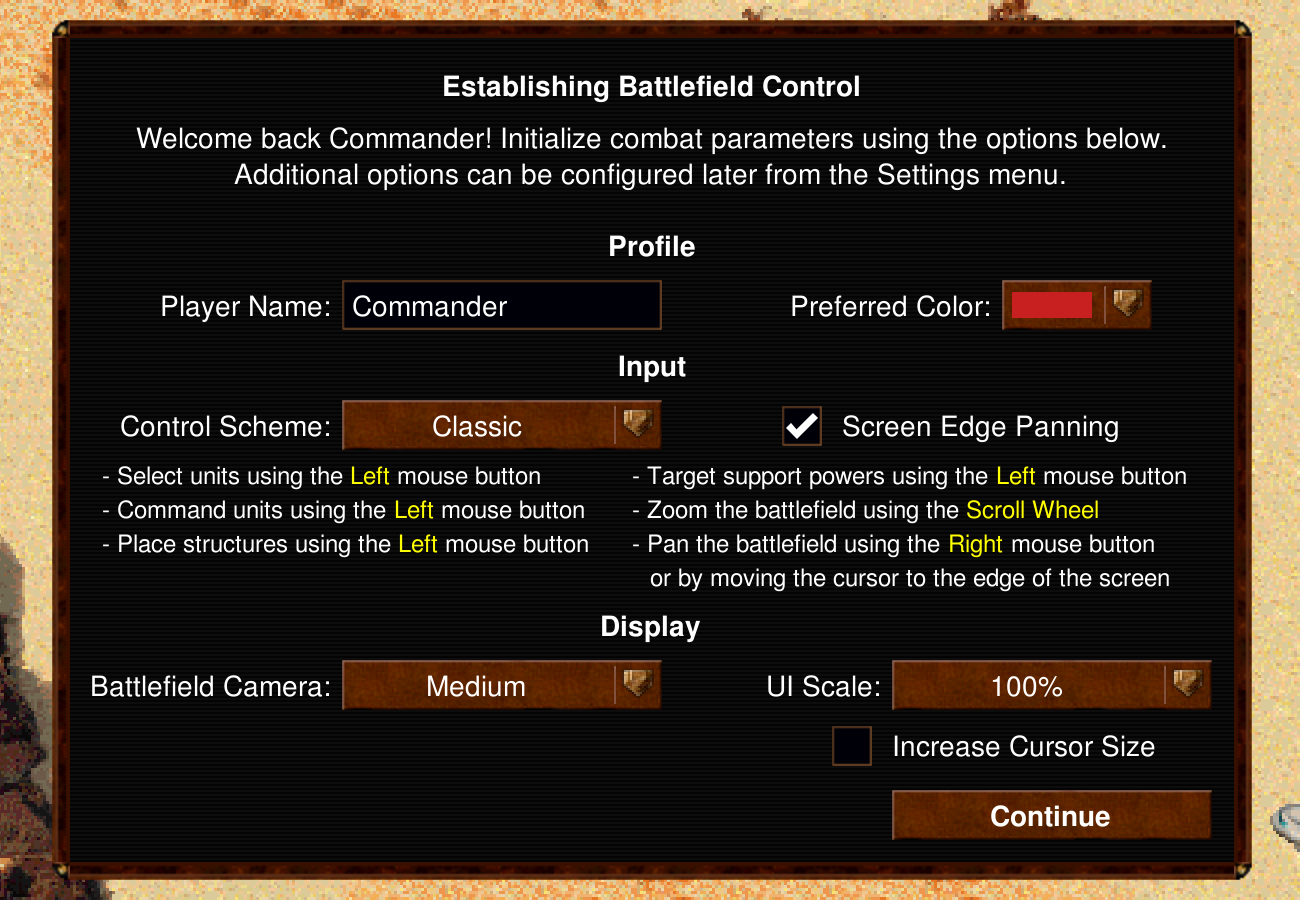 Establishing Battlefield Control
Welcome back Commander! Initialize combat parameters using the options below.
Additional options can be configured later from the Settings menu.
Profile
Player Name: Commander
Preferred Color:
Input
Control Scheme: Classic
Screen Edge Panning
- Select units using the Left mouse button
- Command units using the Left mouse button
- Place structures using the Left mouse button
- Target support powers using the Left mouse button
- Zoom the battlefield using the Scroll Wheel
- Pan the battlefield using the Right mouse button
or by moving the cursor to the edge of the screen
Display
Battlefield Camera: Medium
UI Scale: 100%
Increase Cursor Size
Continue